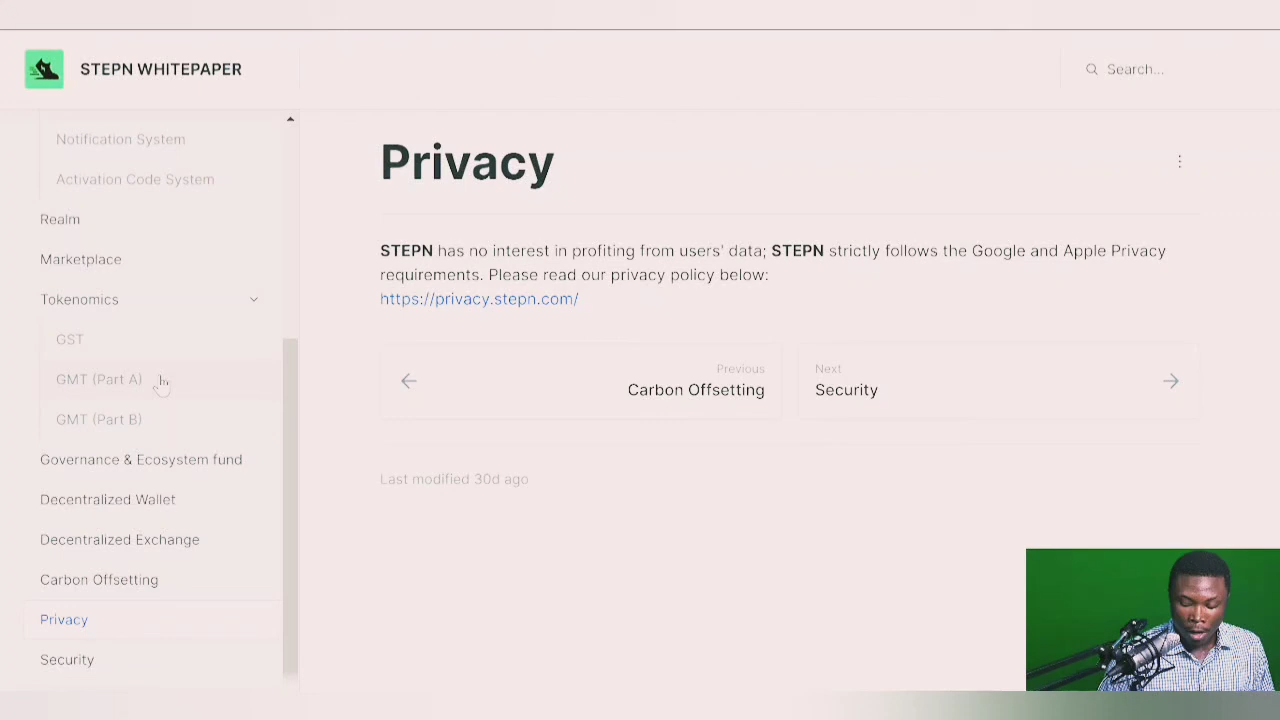 STEPN WHITEPAPER
Search...
Notification System
Activation Code System
Realm
Marketplace
Tokenomics
GST
GMT (Part A)
GMT (Part B)
Governance & Ecosystem fund
Decentralized Wallet
Decentralized Exchange
Carbon Offsetting
Privacy
Security
Privacy
STEPN has no interest in profiting from users' data; STEPN strictly follows the Google and Apple Privacy
requirements. Please read our privacy policy below:
https://privacy.stepn.com/
Previous
Carbon Offsetting
Next
Security
Last modified 30d ago